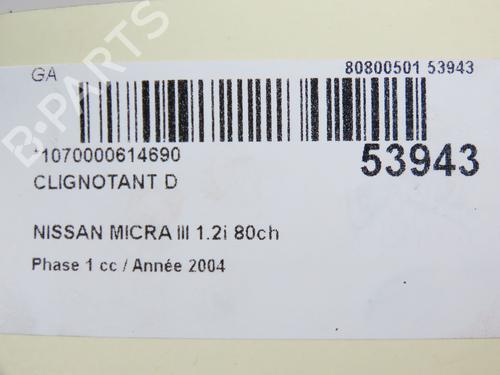 GA
80800501 53943
*1070000614690
53943
CLIGNOTANT D
NISSAN MICRA III 1.2i 80ch
Phase 1 cc / Année 2004
B-PARTS